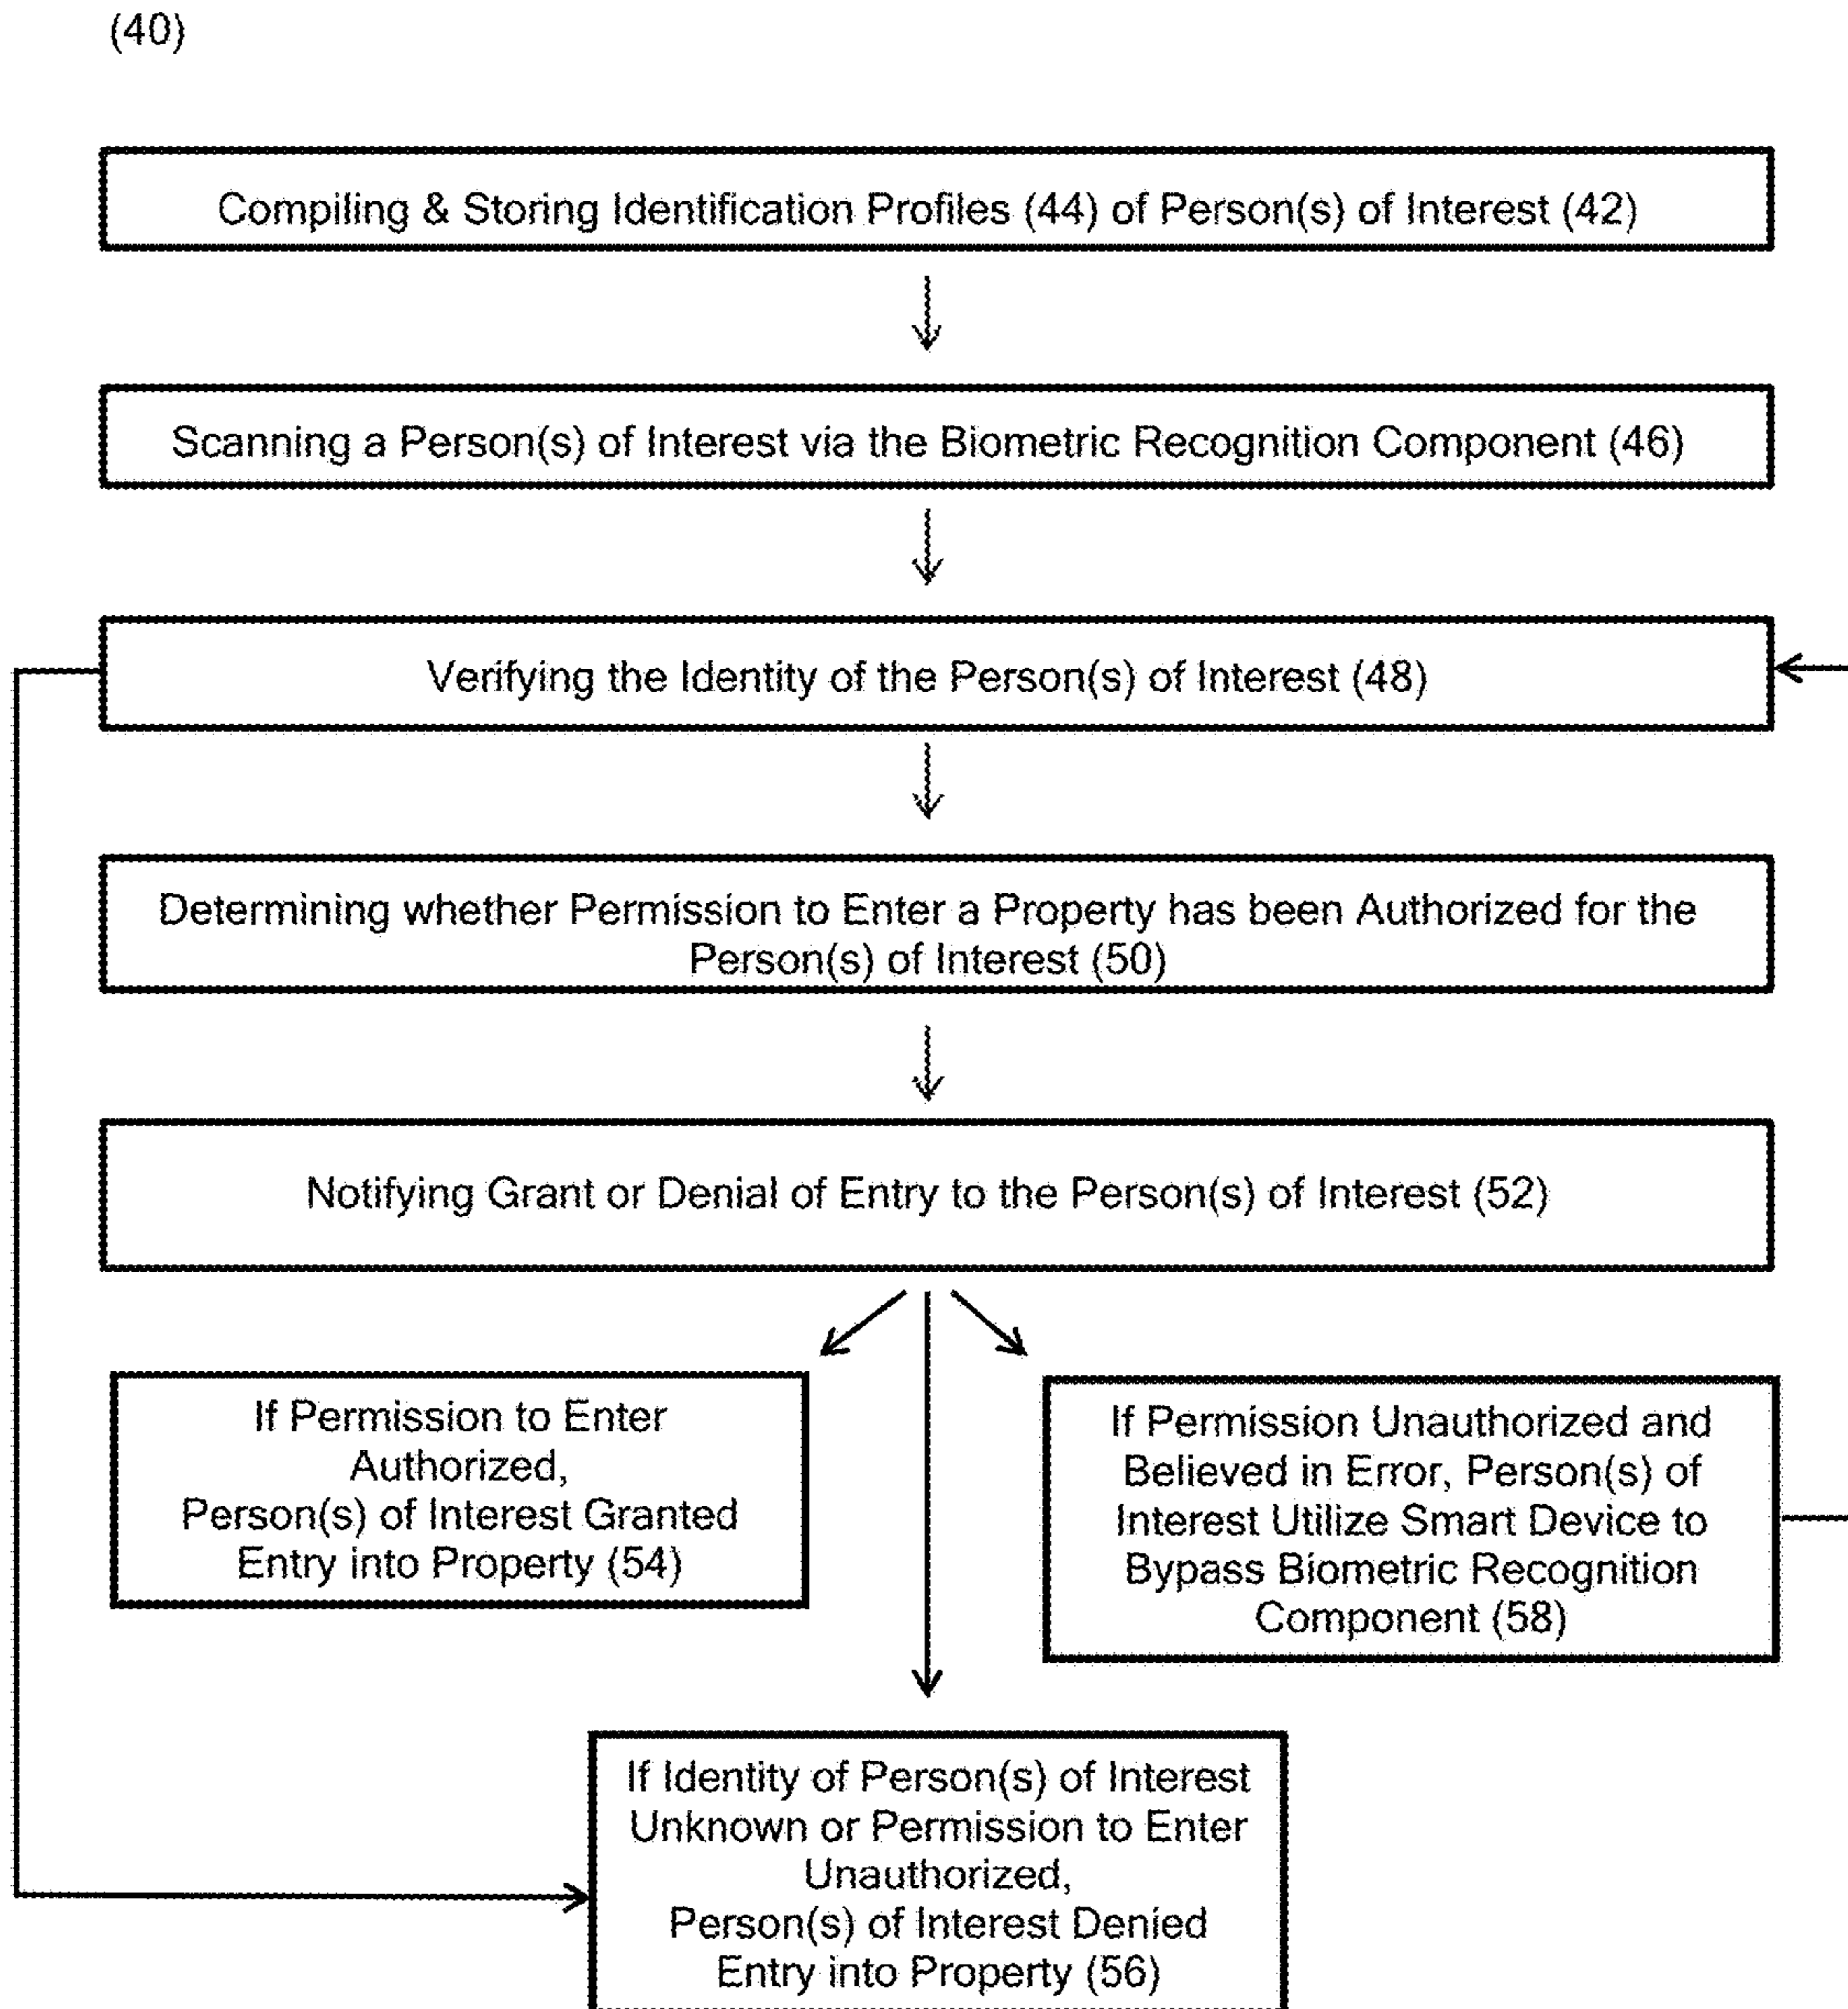 (40)
Compiling & Storing Identification Profiles (44) of Person(s) of Interest (42)
Scanning a Person(s) of Interest via the Biometric Recognition Component (46)
Verifying the Identity of the Person(s) of Interest (48)
Determining whether Permission to Enter a Property has been Authorized for the
Person(s) of Interest (50)
Notifying Grant or Denial of Entry to the Person(s) of Interest (52)
If Permission to Enter
Authorized,
Person(s) of Interest Granted
Entry into Property (54)
If Permission Unauthorized and
Believed in Error, Person(s) of
Interest Utilize Smart Device to
Bypass Biometric Recognition
Component (58)
If Identity of Person(s) of Interest
Unknown or Permission to Enter
Unauthorized,
Person(s) of Interest Denied
Entry into Property (56)